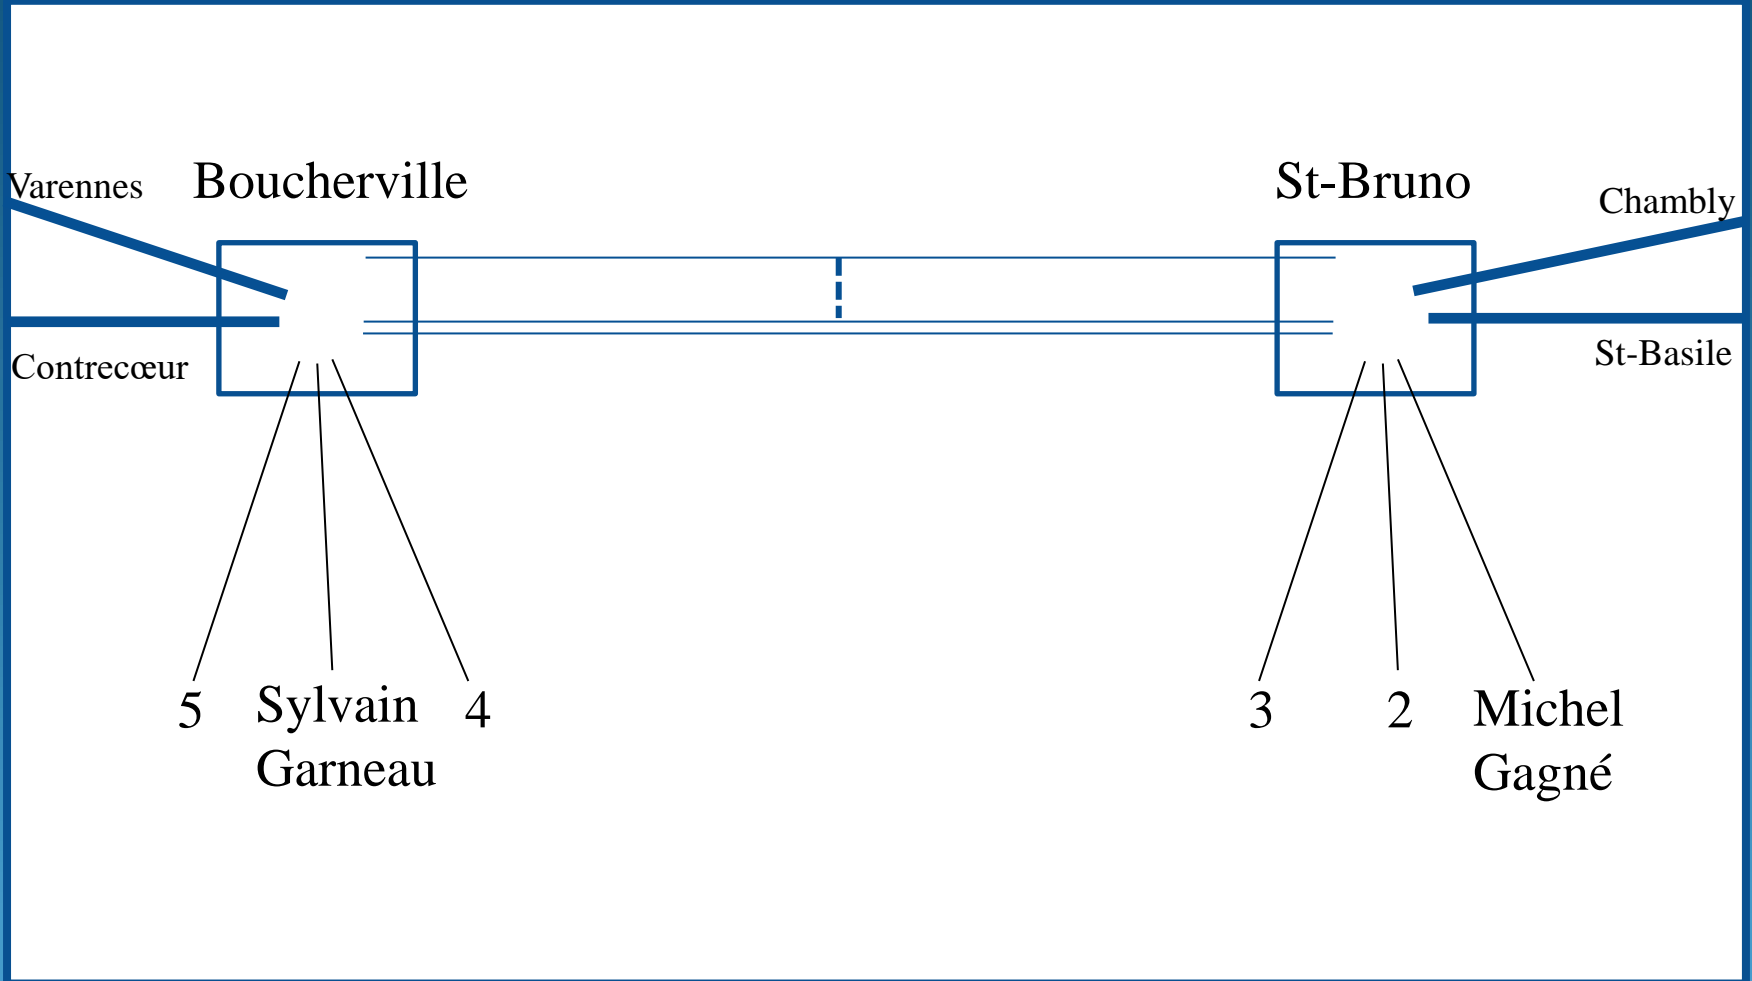 Varennes
Boucherville
St-Bruno
Chambly
Contrecœur
St-Basile
5
Sylvain
Garneau
4
3
2
Michel
Gagné